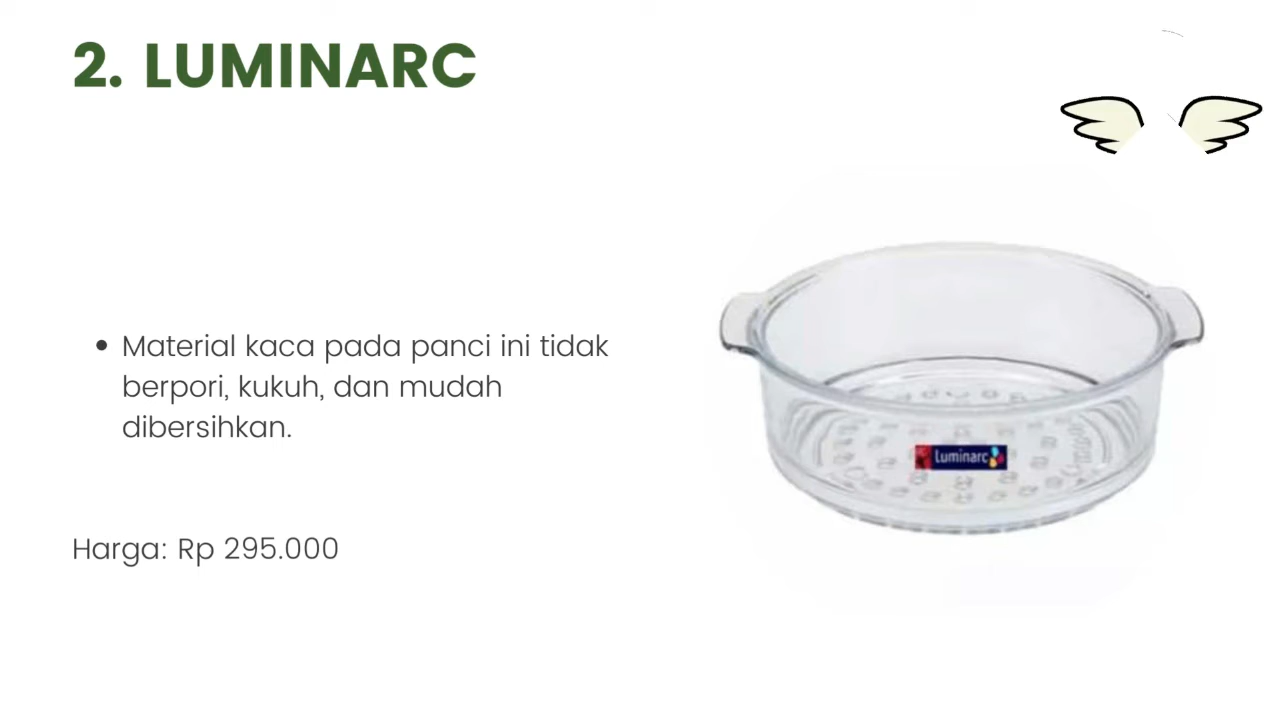 2. LUMINARC
Material kaca pada panci ini tidak
berpori, kukuh, dan mudah
dibersihkan.
Harga: Rp 295.000
Luminarc